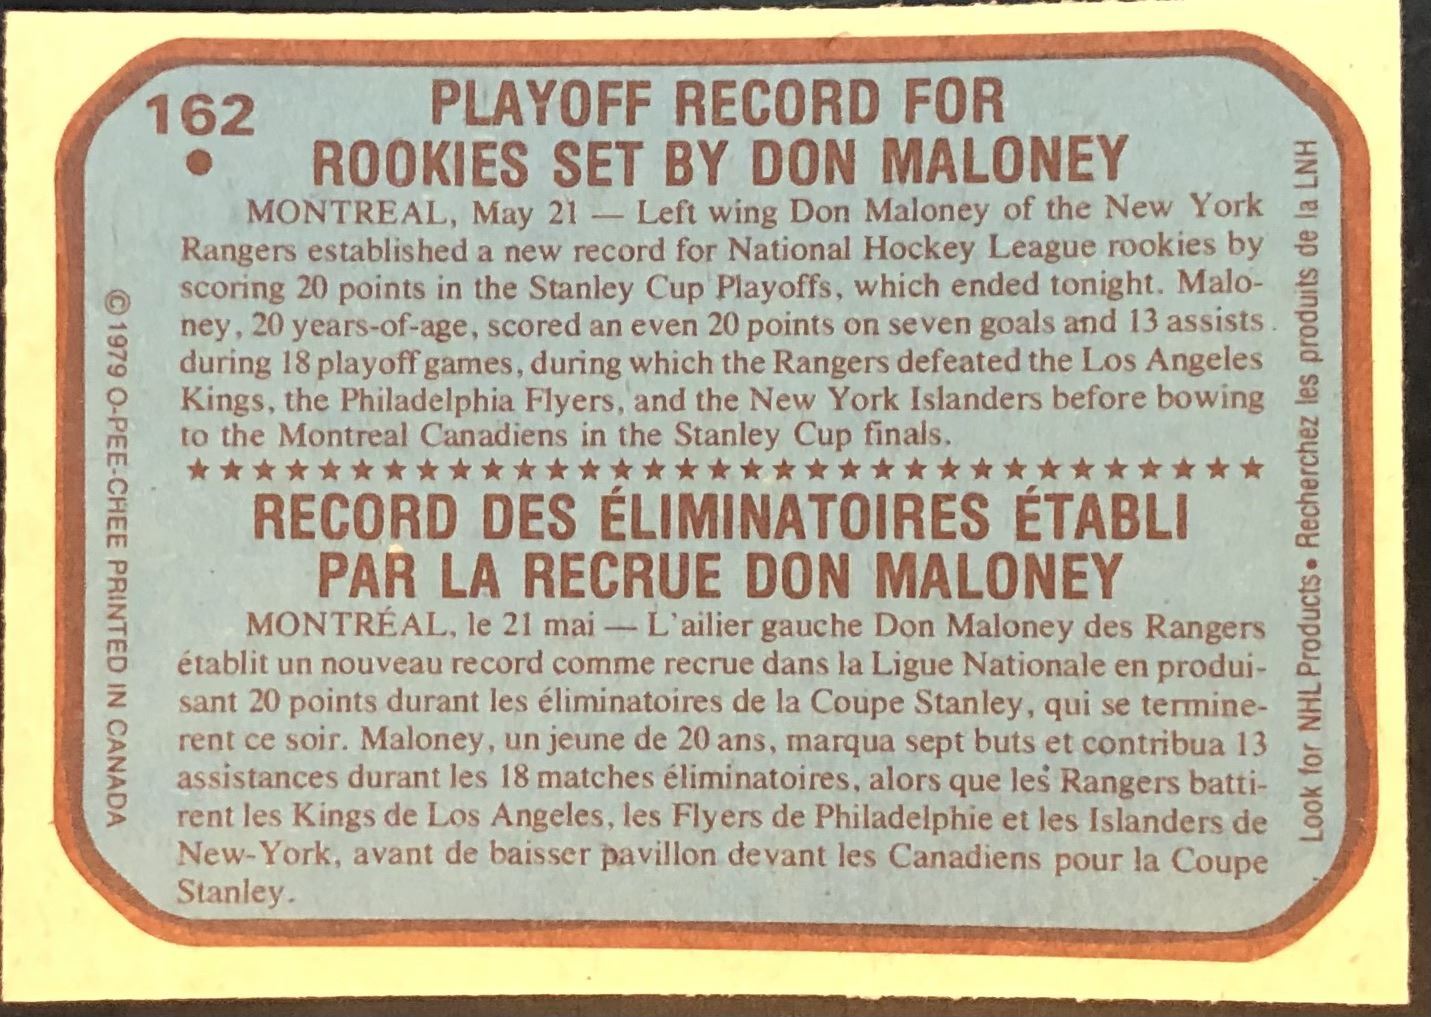 162
PLAYOFF RECORD FOR
ROOKIES SET BY DON MALONEY
MONTREAL, May 21 — Left wing Don Maloney of the New York
Rangers established a new record for National Hockey League rookies by
scoring 20 points in the Stanley Cup Playoffs, which ended tonight. Malo-
ney, 20 years-of-age, scored an even 20 points on seven goals and 13 assists
during 18 playoff games, during which the Rangers defeated the Los Angeles
Kings, the Philadelphia Flyers, and the New York Islanders before bowing
to the Montreal Canadiens in the Stanley Cup finals.
RECORD DES ÉLIMINATOIRES ÉTABLI
PAR LA RECRUE DON MALONEY
MONTRÉAL, le 21 mai — L'ailier gauche Don Maloney des Rangers
établit un nouveau record comme recrue dans la Ligue Nationale en produi-
sant 20 points durant les éliminatoires de la Coupe Stanley, qui se termine-
rent ce soir. Maloney, un jeune de 20 ans, marqua sept buts et contribua 13
assistances durant les 18 matches éliminatoires, alors que les Rangers batti-
rent les Kings de Los Angeles, les Flyers de Philadelphie et les Islanders de
New-York, avant de baisser pavillon devant les Canadiens pour la Coupe
Stanley.
© 1979 O-PEE-CHEE PRINTED IN CANADA
Look for NHL Products • Recherchez les produits de la LNH